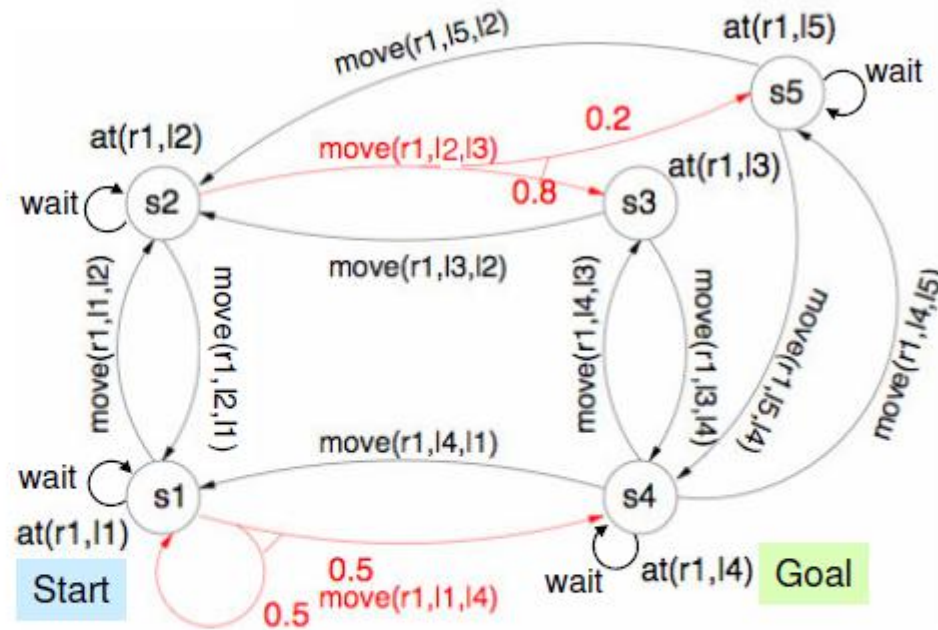 move(r1,l5,l2)
at(r1,l5)
s5
wait
0.2
at(r1,l2)
move(r1,l2,l3)
at(r1,l3)
0.8
wait
s2
s3
move(r1,l3,l2)
move(r1,l1,l2)
move(r1,l2,l1)
move(r1,l4,l3)
move(r1,l3,l4)
move(r1,l5,l4)
move(r1,l4,l5)
move(r1,l4,l1)
wait
s1
s4
at(r1,l1)
0.5
wait
at(r1,l4)
Start
Goal
0.5
move(r1,l1,l4)